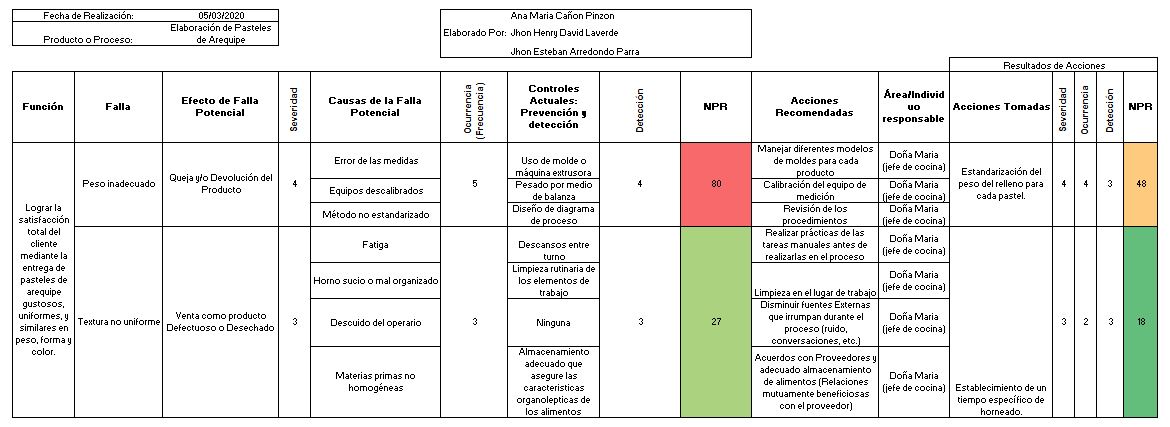 Fecha de Realización: 05/03/2020
Producto o Proceso: Elaboración de Pasteles
de Arequipe
Ana Maria Cañon Pinzon
Elaborado Por: Jhon Henry David Laverde
Jhon Esteban Arredondo Parra
Resultados de Acciones
Función
Falla
Efecto de Falla
Potencial
Severidad
Causas de la Falla
Potencial
Ocurrencia
(Frecuencia)
Controles
Actuales:
Prevención y
detección
Detección
NPR
Acciones
Recomendadas
Área/Individ
uo
responsable
Acciones Tomadas
Severidad
Ocurrencia
Detección
NPR
Lograr la
satisfacción
total del
cliente
mediante la
entrega de
pasteles de
arequipe
gustosos,
uniformes, y
similares en
peso, forma y
color.
Peso inadecuado
Queja y/o Devolución del
Producto
4
Error de las medidas
Equipos descalibrados
Método no estandarizado
5
Uso de molde o
máquina extrusora
Pesado por medio
de balanza
Diseño de diagrama
de proceso
4
80
Manejar diferentes modelos
de moldes para cada
producto
Calibración del equipo de
medición
Revisión de los
procedimientos
Doña Maria
(jefe de cocina)
Doña Maria
(jefe de cocina)
Doña Maria
(jefe de cocina)
Estandarización del
peso del relleno para
cada pastel.
4
4
3
48
Textura no uniforme
Venta como producto
Defectuoso o Desechado
3
Fatiga
Horno sucio o mal organizado
Descuido del operario
Materias primas no
homogéneas
3
Descansos entre
turno
Limpieza rutinaria de
los elementos de
trabajo
Ninguna
Almacenamiento
adecuado que
asegure las
caracteristicas
organolepticas de
los alimentos
3
27
Realizar prácticas de las
tareas manuales antes de
realizarlas en el proceso
Limpieza en el lugar de trabajo
Disminuir fuentes Externas
que irrumpan durante el
proceso (ruido,
conversaciones, etc.)
Acuerdos con Proveedores y
adecuado almacenamiento
de alimentos (Relaciones
mutuamente beneficiosas
con el proveedor)
Doña Maria
(jefe de cocina)
Doña Maria
(jefe de cocina)
Doña Maria
(jefe de cocina)
Doña Maria
(jefe de cocina)
Establecimiento de un
tiempo específico de
horneado.
3
2
3
18